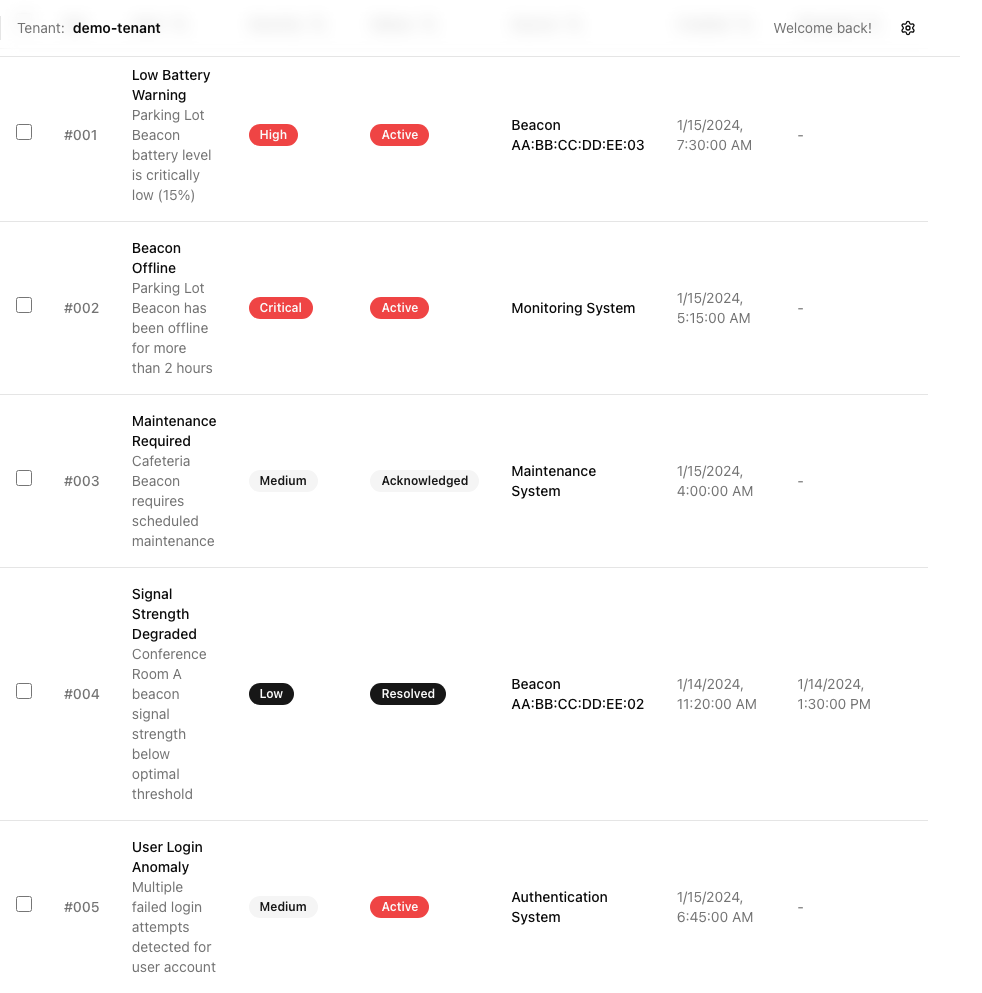 Tenant: demo-tenant
Welcome back!
Low Battery
Warning
Parking Lot
Beacon
battery level
is critically
low (15%)
#001
High
Active
Beacon
AA:BB:CC:DD:EE:03
1/15/2024,
7:30:00 AM
-
Beacon
Offline
Parking Lot
Beacon has
been offline
for more
than 2 hours
#002
Critical
Active
Monitoring System
1/15/2024,
5:15:00 AM
-
Maintenance
Required
Cafeteria
Beacon
requires
scheduled
maintenance
#003
Medium
Acknowledged
Maintenance
System
1/15/2024,
4:00:00 AM
-
Signal
Strength
Degraded
Conference
Room A
beacon
signal
strength
below
optimal
threshold
#004
Low
Resolved
Beacon
AA:BB:CC:DD:EE:02
1/14/2024,
11:20:00 AM
1/14/2024,
1:30:00 PM
User Login
Anomaly
Multiple
failed login
attempts
detected for
user account
#005
Medium
Active
Authentication
System
1/15/2024,
6:45:00 AM
-